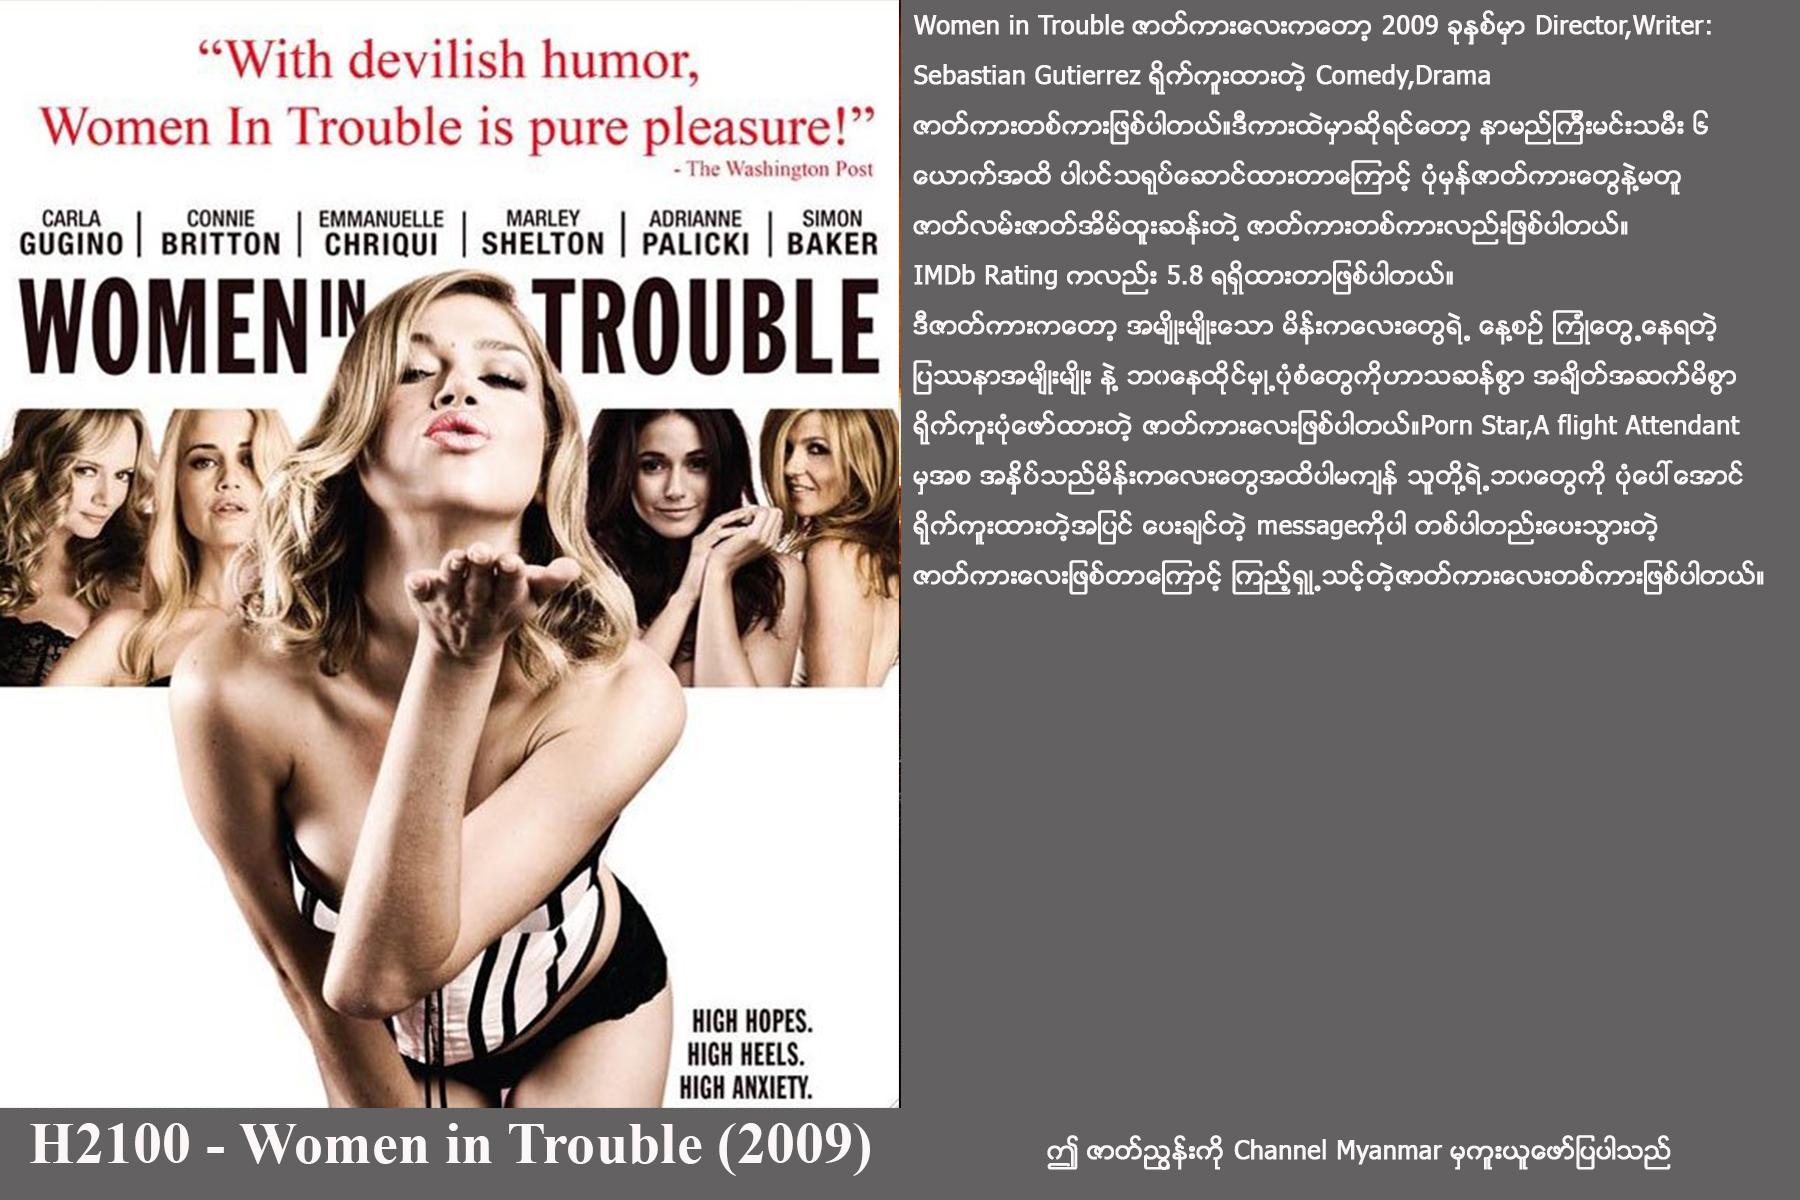 “With devilish humor,
Women In Trouble is pure pleasure!”
- The Washington Post
CARLA GUGINO | CONNIE BRITTON | EMMANUELLE CHRIQUI | MARLEY SHELTON | ADRIANNE PALICKI | SIMON BAKER
WOMEN IN TROUBLE
HIGH HOPES.
HIGH HEELS.
HIGH ANXIETY.
H2100 - Women in Trouble (2009)
Women in Trouble ဇာတ်ကားလေးကတော့ 2009 ခုနှစ်မှာ Director,Writer:
Sebastian Gutierrez ရိုက်ကူးထားတဲ့ Comedy,Drama
ဇာတ်ကားတစ်ကားဖြစ်ပါတယ်။ဒီကားထဲမှာဆိုရင်တော့ နာမည်ကြီးမင်းသမီး ၆
ယောက်အထိ ပါဝင်သရုပ်ဆောင်ထားတာကြောင့် ပုံမှန်ဇာတ်ကားတွေနဲ့မတူ
ဇာတ်လမ်းဇာတ်အိမ်ထူးဆန်းတဲ့ ဇာတ်ကားတစ်ကားလည်းဖြစ်ပါတယ်။
IMDb Rating ကလည်း 5.8 ရရှိထားတာဖြစ်ပါတယ်။
ဒီဇာတ်ကားကတော့ အမျိုးမျိုးသော မိန်းကလေးတွေရဲ့ နေ့စဉ် ကြုံတွေ့နေရတဲ့
ပြဿနာအမျိုးမျိုး နဲ့ ဘဝနေထိုင်မှု့ပုံစံတွေကိုဟာသဆန်စွာ အချိတ်အဆက်မိစွာ
ရိုက်ကူးပုံဖော်ထားတဲ့ ဇာတ်ကားလေးဖြစ်ပါတယ်။Porn Star,A flight Attendant
မှအစ အနှိပ်သည်မိန်းကလေးတွေအထိပါမကျန် သူတို့ရဲ့ဘဝတွေကို ပုံပေါ်အောင်
ရိုက်ကူးထားတဲ့အပြင် ပေးချင်တဲ့ messageကိုပါ တစ်ပါတည်းပေးသွားတဲ့
ဇာတ်ကားလေးဖြစ်တာကြောင့် ကြည့်ရှု့သင့်တဲ့ဇာတ်ကားလေးတစ်ကားဖြစ်ပါတယ်။
ဤ ဇာတ်ညွှန်းကို Channel Myanmar မှကူးယူဖော်ပြပါသည်